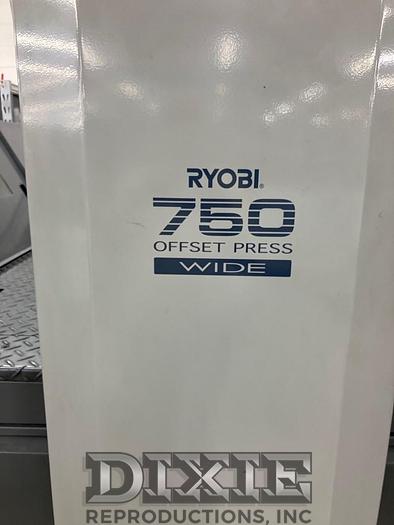 RYOBI®
750
OFFSET PRESS
WIDE
DIXIE
REPRODUCTIONS, INC